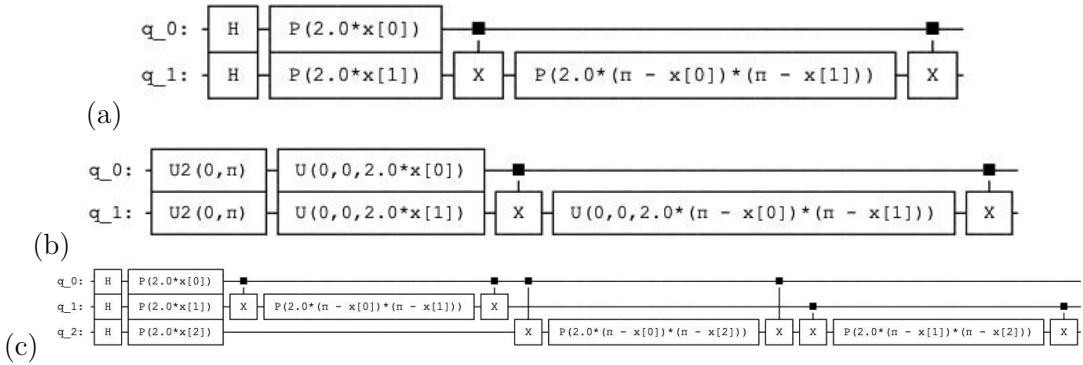 q_0: H P(2.0*x[0])
q_1: H P(2.0*x[1]) X P(2.0*(π - x[0])*(π - x[1])) X
(a)
q_0: U2(0,π) U(0,0,2.0*x[0])
q_1: U2(0,π) U(0,0,2.0*x[1]) X U(0,0,2.0*(π - x[0])*(π - x[1])) X
(b)
q_0: H P(2.0*x[0])
q_1: H P(2.0*x[1]) X P(2.0*(π - x[0])*(π - x[1])) X
q_2: H P(2.0*x[2]) X P(2.0*(π - x[0])*(π - x[2])) X X P(2.0*(π - x[1])*(π - x[2])) X
(c)